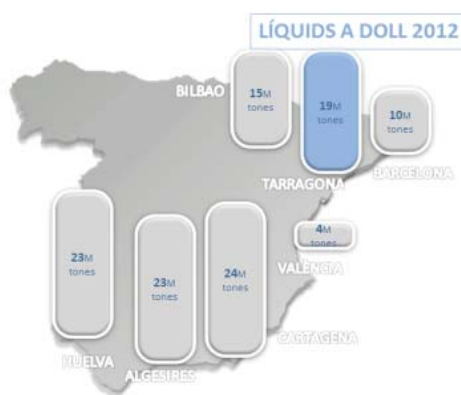 LÍQUIDS A DOLL 2012
BILBAO
15M
tones
19M
tones
10M
tones
TARRAGONA
BARCELONA
4M
tones
VALÈNCIA
23M
tones
23M
tones
24M
tones
CARTAGENA
HUELVA
ALGESIRES